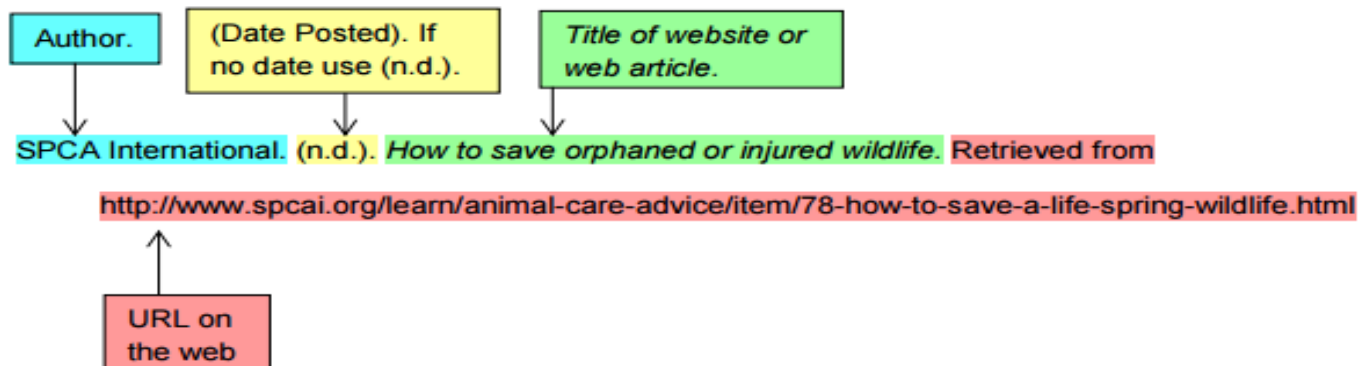 Author.
(Date Posted). If
no date use (n.d.).
Title of website or
web article.
SPCA International. (n.d.). How to save orphaned or injured wildlife. Retrieved from
http://www.spcai.org/learn/animal-care-advice/item/78-how-to-save-a-life-spring-wildlife.html
URL on
the web